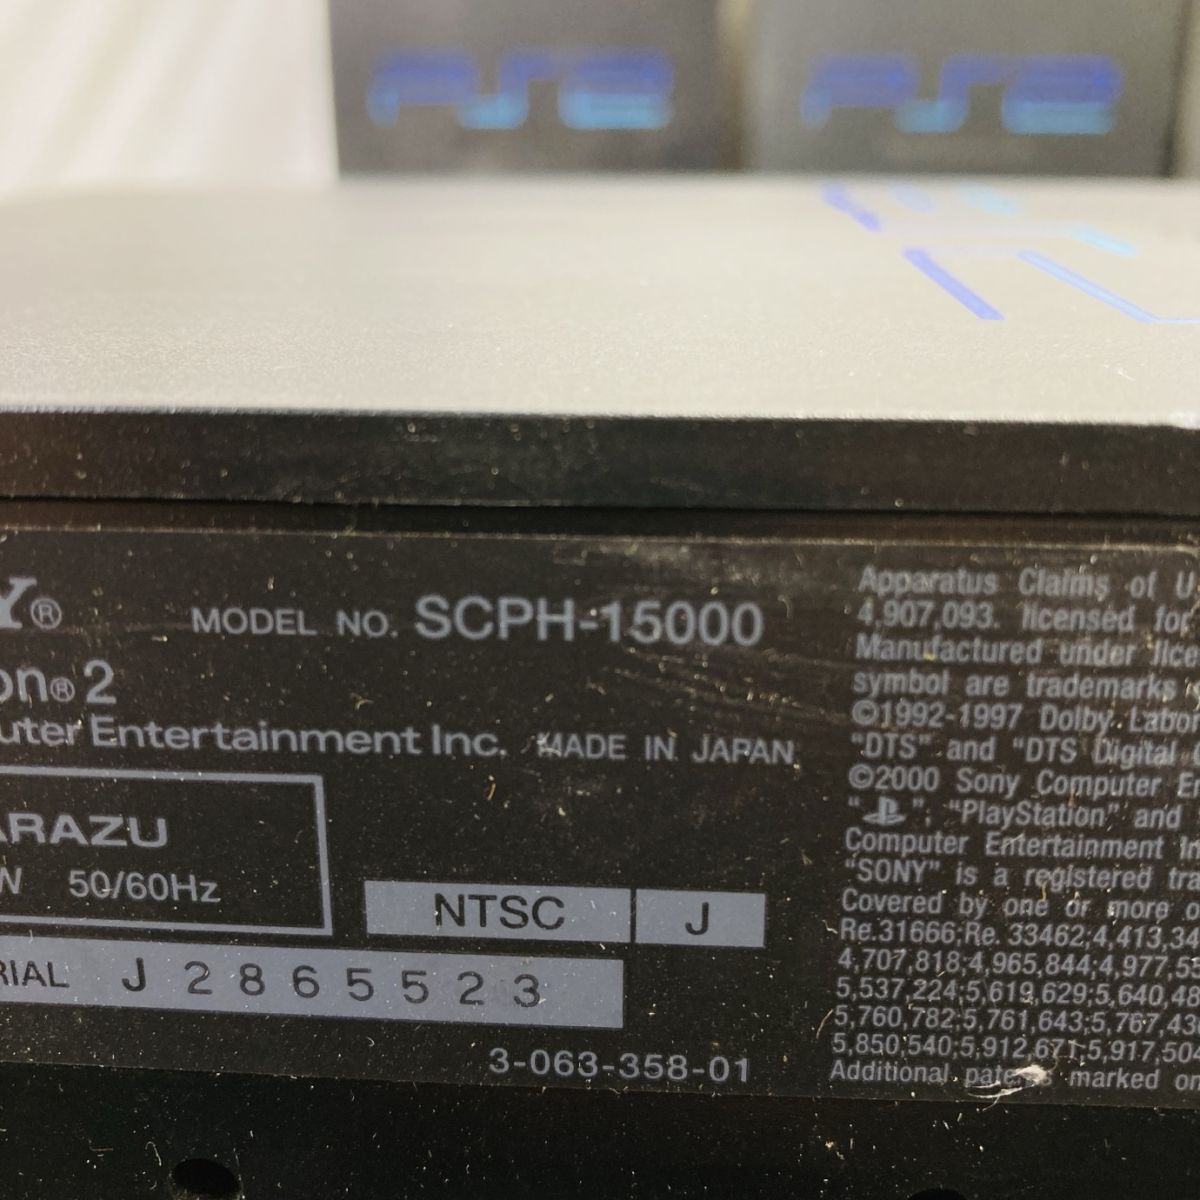 PS2
PS2
Y®
MODEL NO. SCPH-15000
on® 2
uter Entertainment Inc. MADE IN JAPAN
ARAZU
W 50/60Hz
NTSC J
RIAL J2865523
3-063-358-01
Apparatus Claims of U
4,907,093. licensed for
Manufactured under lice
symbol are trademarks
©1992-1997 Dolby Labor
"DTS" and "DTS Digital
©2000 Sony Computer E
" ", "PlayStation" and
Computer Entertainment In
"SONY" is a registered tra
Covered by one or more o
Re.31666;Re. 33462;4,413,34
4,707,818;4,965,844;4,977,55
5,537,224;5,619,629;5,640,48
5,760,782;5,761,643;5,767,43
5,850,540;5,912,671;5,917,50
Additional patents marked on